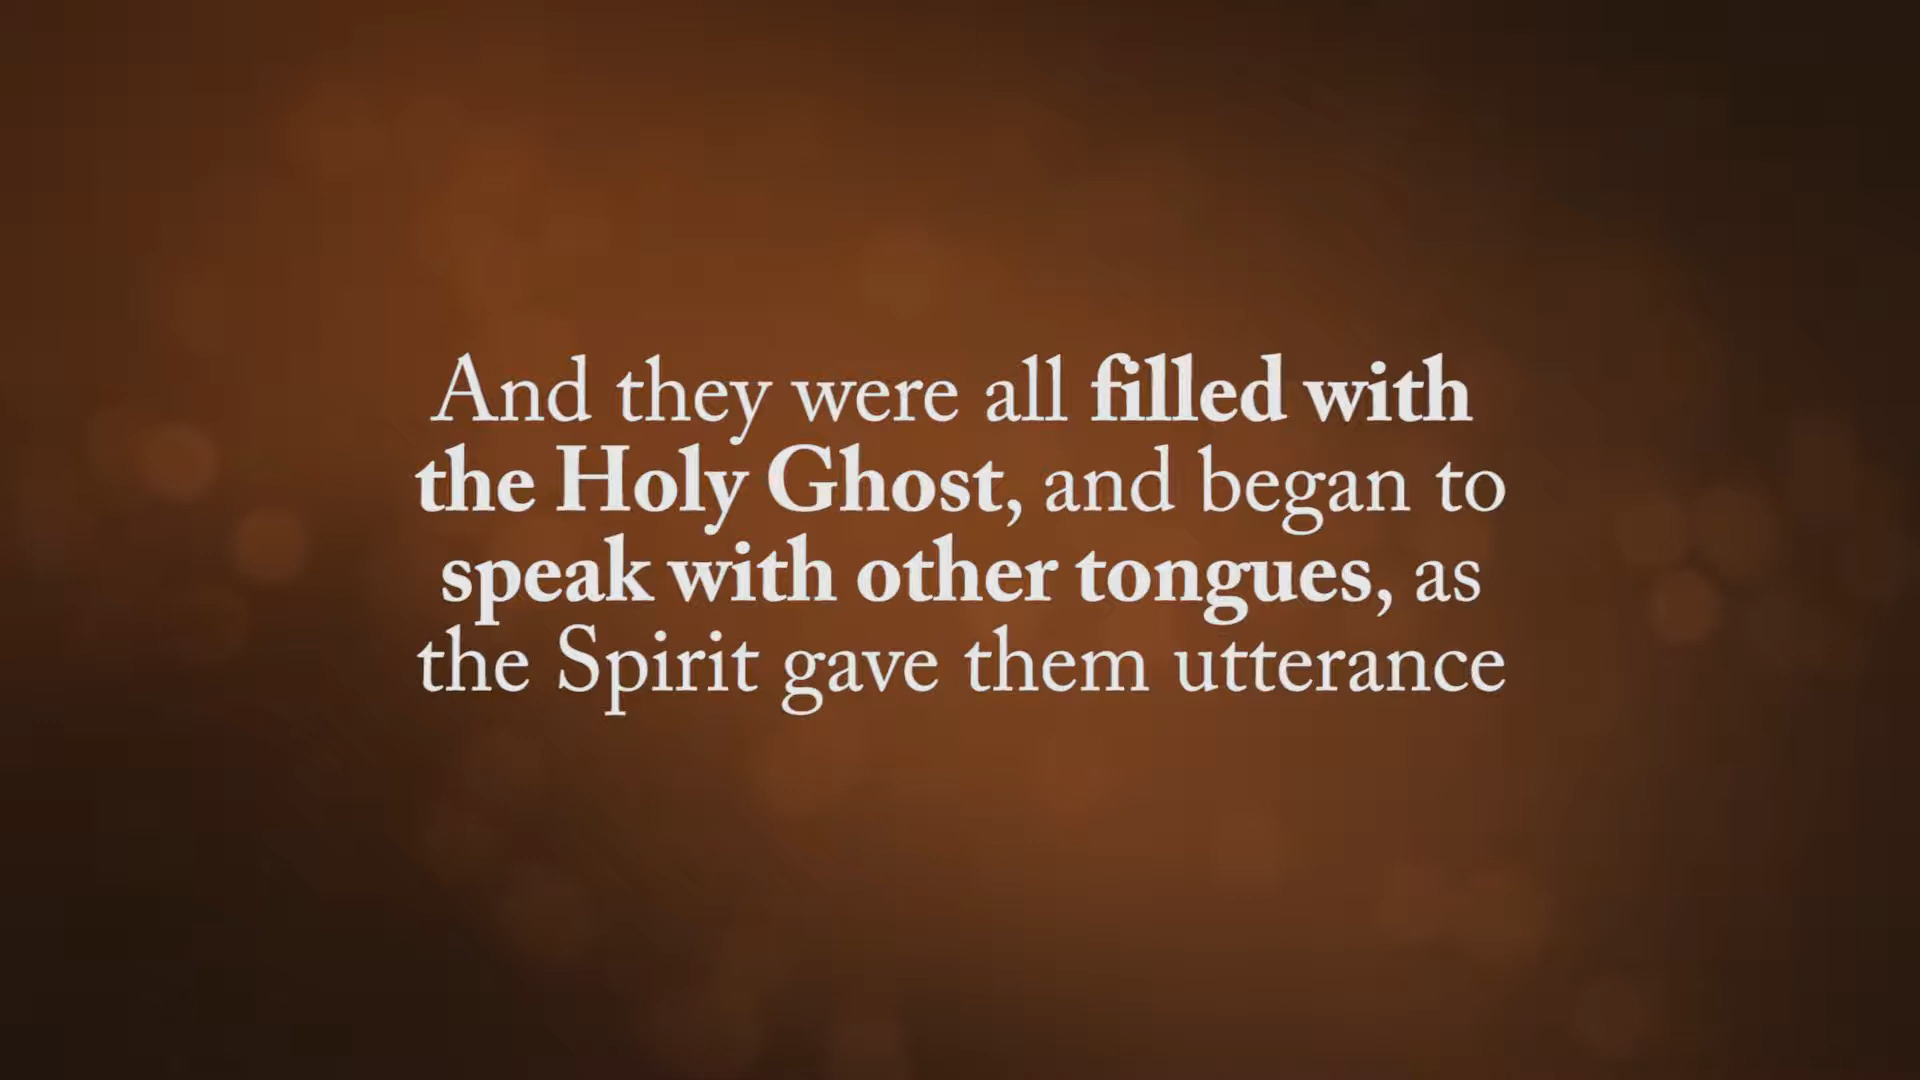 And they were all filled with
the Holy Ghost, and began to
speak with other tongues, as
the Spirit gave them utterance